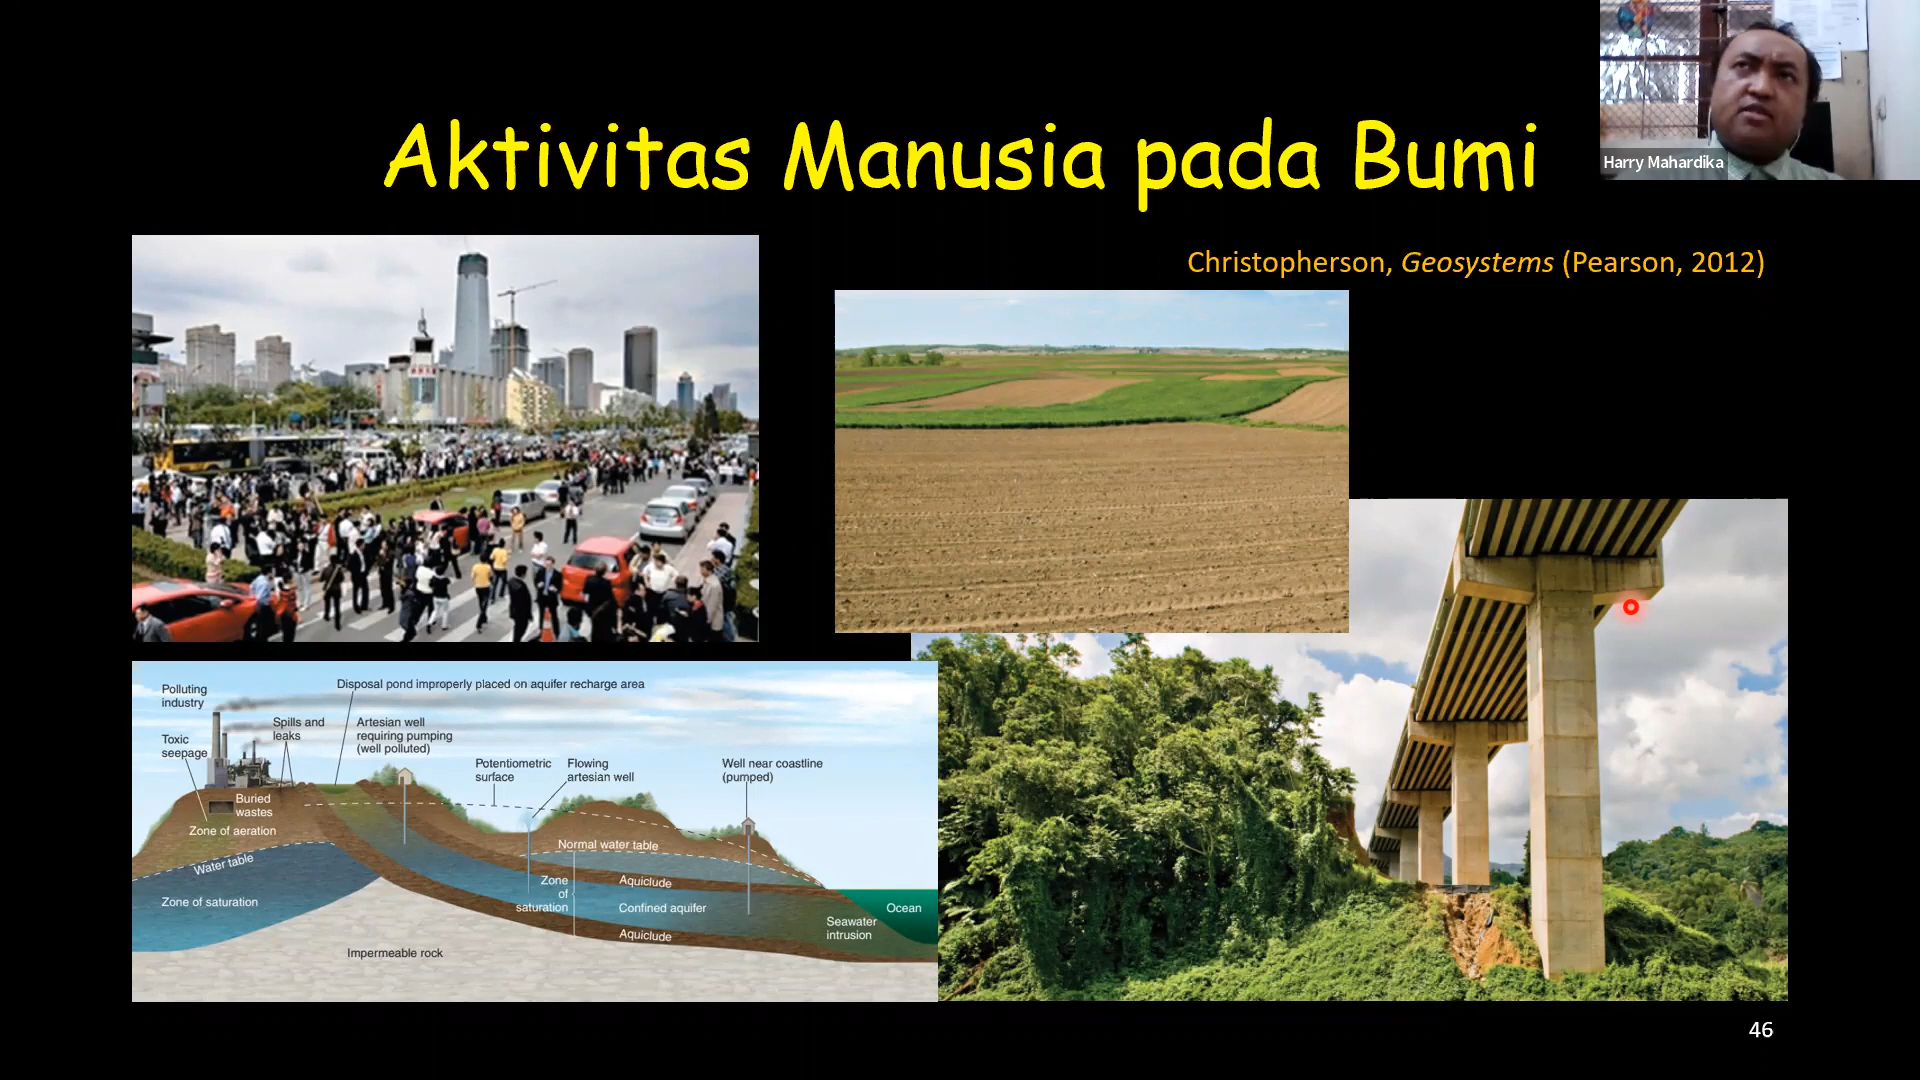 Aktivitas Manusia pada Bumi
Harry Mahardika
Christopherson, Geosystems (Pearson, 2012)
Polluting
industry
Disposal pond improperly placed on aquifer recharge area
Toxic
seepage
Spills and
leaks
Artesian well
requiring pumping
(well polluted)
Potentiometric
surface
Flowing
artesian well
Well near coastline
(pumped)
Buried
wastes
Zone of aeration
Water table
Zone of saturation
Normal water table
Zone
of
saturation
Aquiclude
Confined aquifer
Aquiclude
Ocean
Seawater
intrusion
Impermeable rock
46